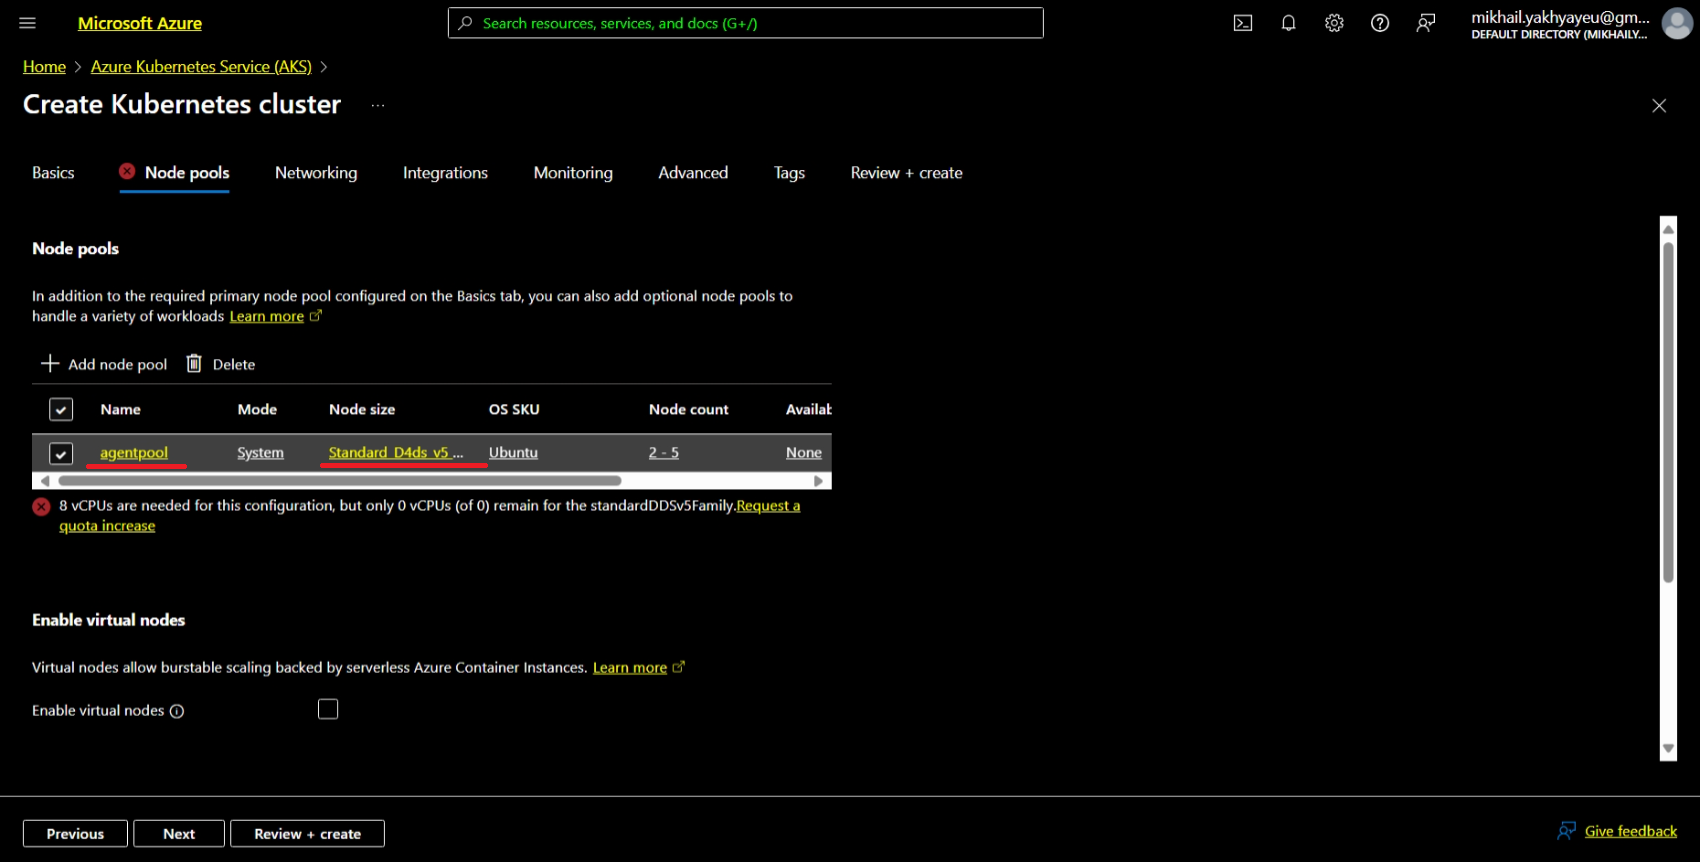 Microsoft Azure
Search resources, services, and docs (G+/)
mikhail.yakhyayeu@gm...
DEFAULT DIRECTORY (MIKHAILY...
Home > Azure Kubernetes Service (AKS) >
Create Kubernetes cluster ...
Basics Node pools Networking Integrations Monitoring Advanced Tags Review + create
Node pools
In addition to the required primary node pool configured on the Basics tab, you can also add optional node pools to
handle a variety of workloads Learn more
Add node pool Delete
Name Mode Node size OS SKU Node count Availab
agentpool System Standard_D4ds_v5 ... Ubuntu 2 - 5 None
8 vCPUs are needed for this configuration, but only 0 vCPUs (of 0) remain for the standardDDSv5Family.Request a
quota increase
Enable virtual nodes
Virtual nodes allow burstable scaling backed by serverless Azure Container Instances. Learn more
Enable virtual nodes
Previous Next Review + create
Give feedback